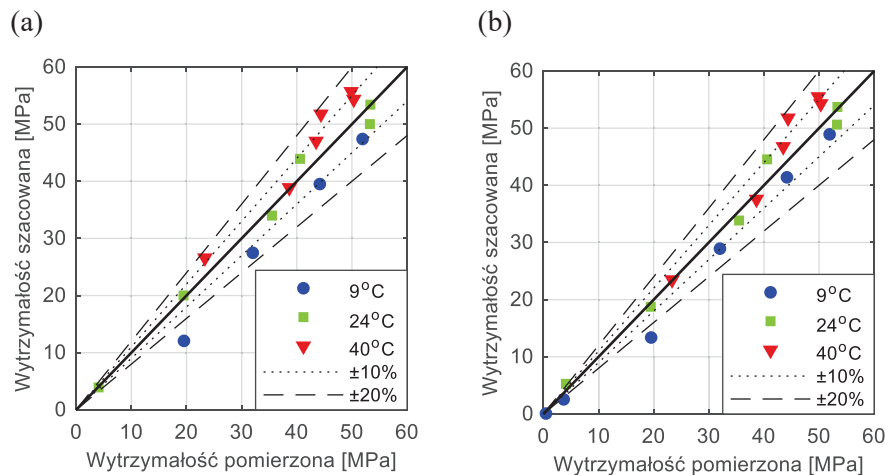 (a)
(b)
60
50
40
30
20
10
0
Wytrzymałość szacowana [MPa]
9°C
24°C
40°C
±10%
±20%
0 10 20 30 40 50 60
Wytrzymałość pomierzona [MPa]
60
50
40
30
20
10
0
Wytrzymałość szacowana [MPa]
9°C
24°C
40°C
±10%
±20%
0 10 20 30 40 50 60
Wytrzymałość pomierzona [MPa]